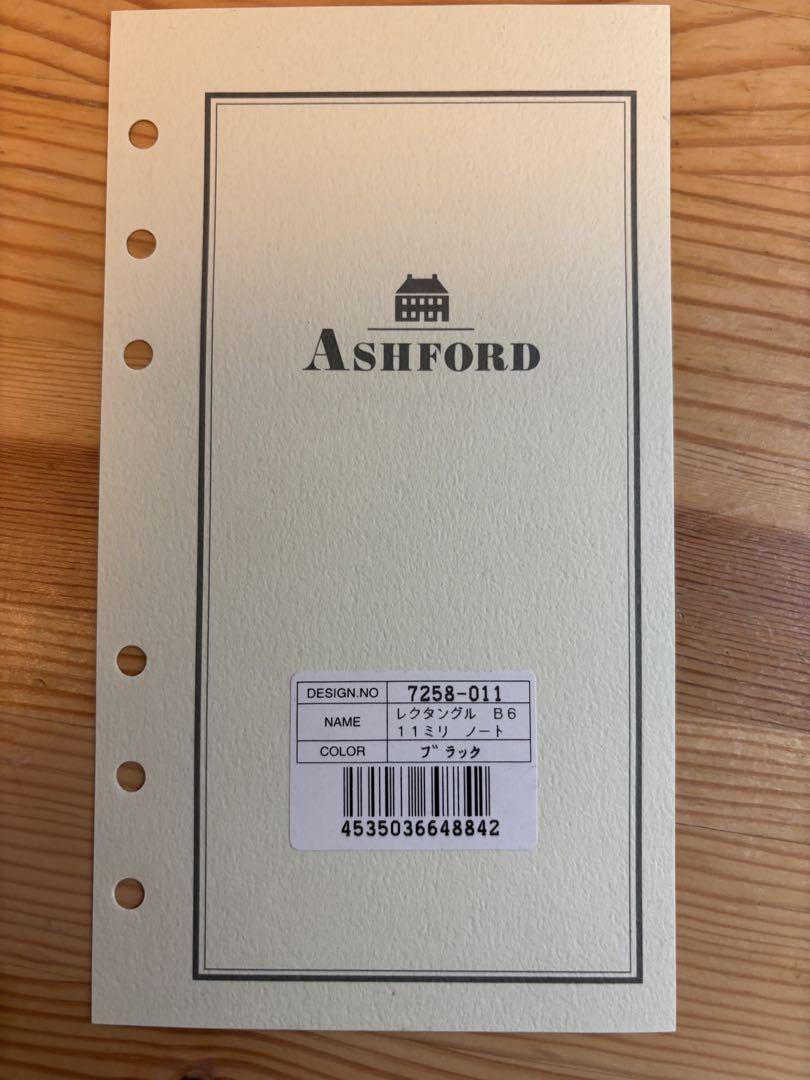 ASHFORD
DESIGN.NO 7258-011
NAME レクタングル B6
11ミリ ノート
COLOR ブラック
4535036648842